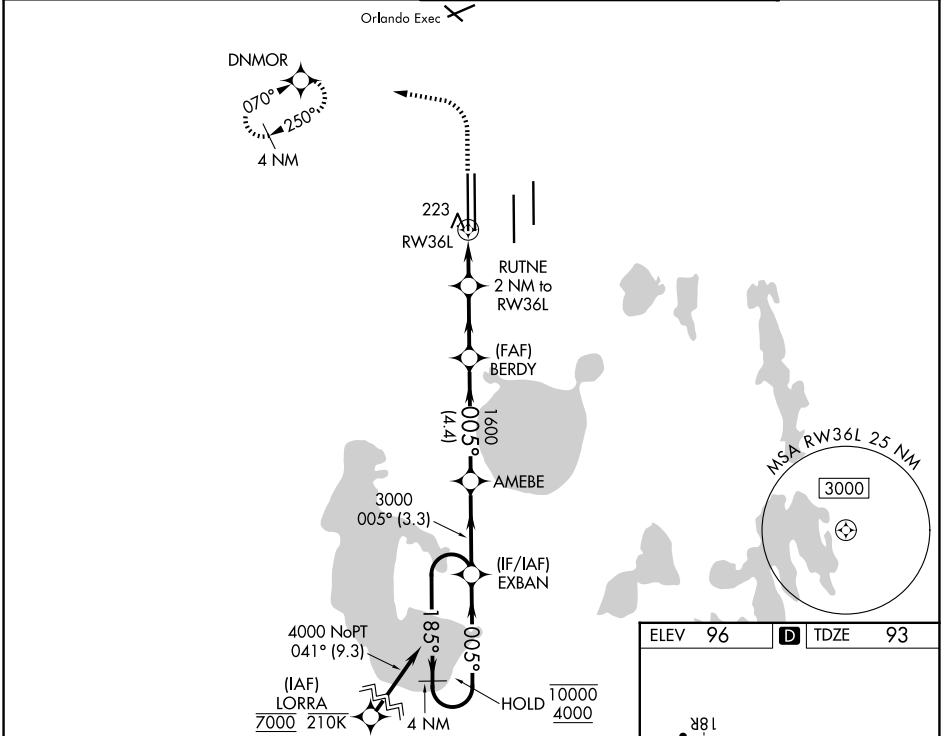 Orlando Exec
DNMOR
070°
250°
4 NM
223
RW36L
RUTNE
2 NM to
RW36L
(FAF)
BERDY
1600
005°
(4.4)
AMEBE
MSA RW36L 25 NM
3000
3000
005° (3.3)
(IF/IAF)
EXBAN
185°
005°
4000 NoPT
041° (9.3)
(IAF)
LORRA
7000 210K
4 NM
HOLD
10000
4000
ELEV 96 D TDZE 93
18R